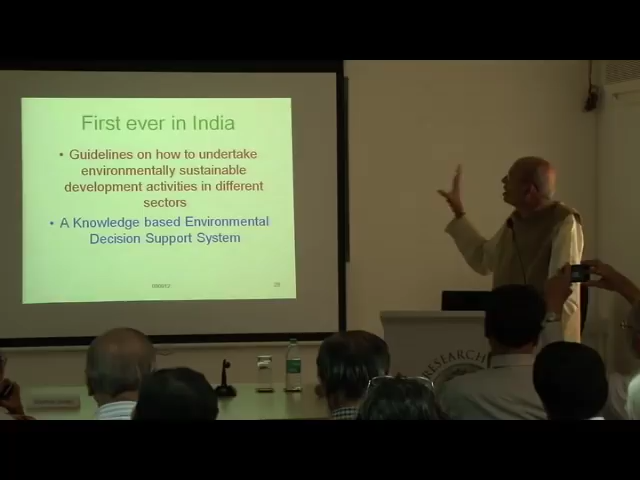 First ever in India
• Guidelines on how to undertake
environmentally sustainable
development activities in different
sectors
• A Knowledge based Environmental
Decision Support System
RESEARCH